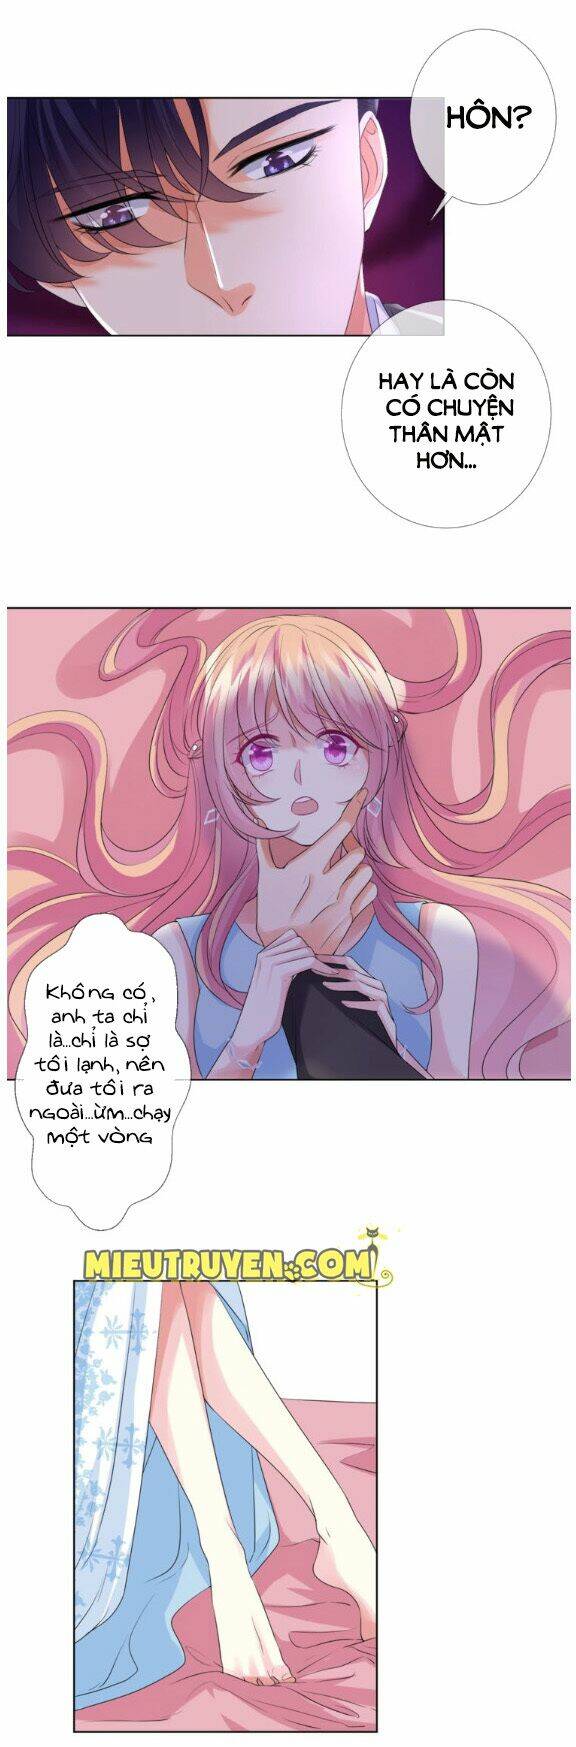 HÔN?
HAY LÀ CÒN
CÓ CHUYỆN
THÂN MẬT
HƠN...
Không có,
anh ta chỉ
là...chỉ là sợ
tôi lạnh, nên
đưa tôi ra
ngoài...ừm...chạy
một vòng
MIEUTRUYEN.COM